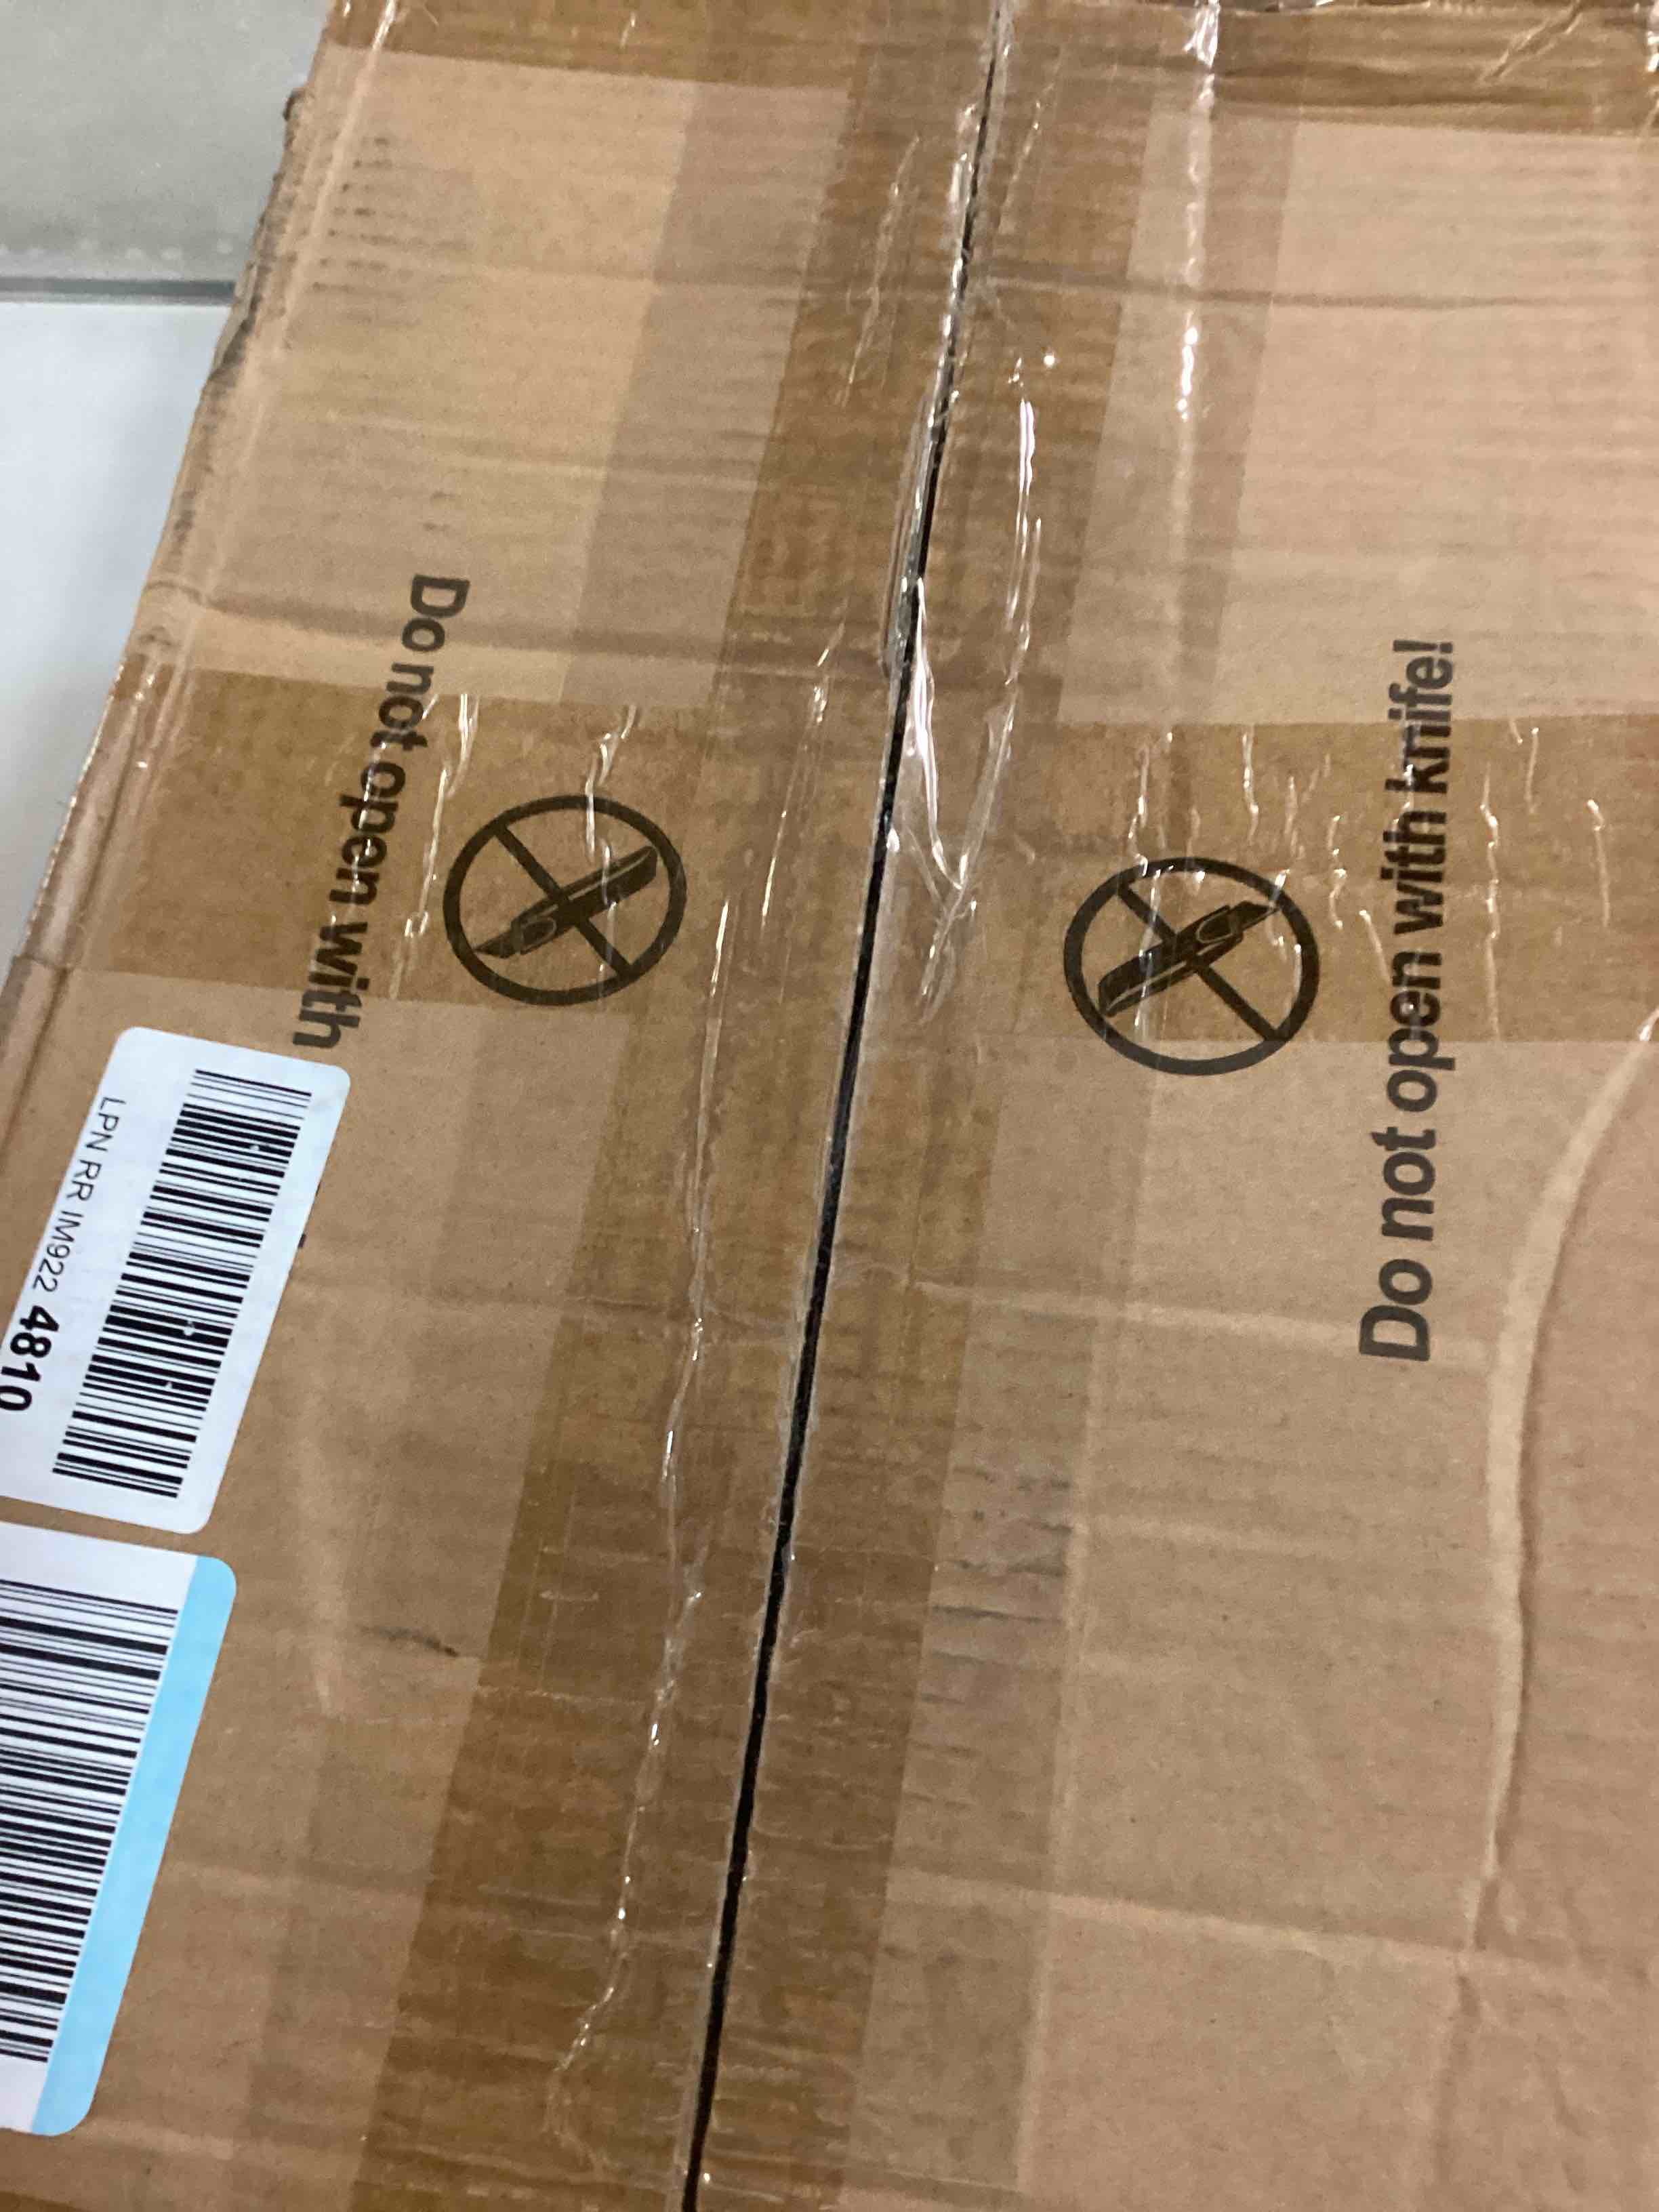 Do not open with
Do not open with knife!
LPN RR IM922 4810